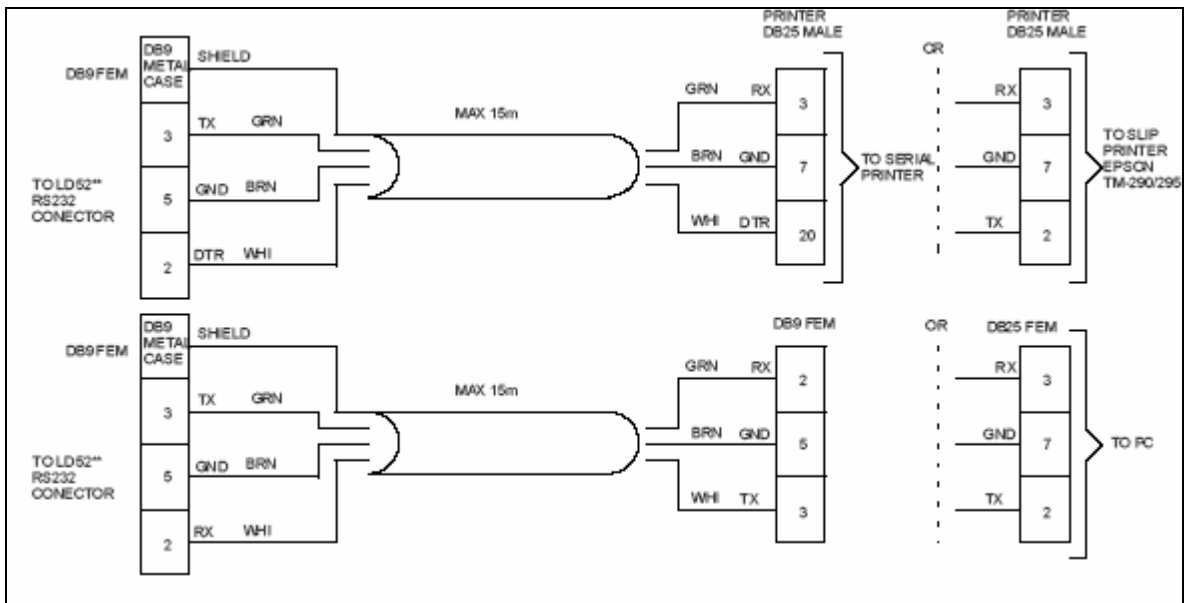 PRINTER
DB25 MALE
PRINTER
DB25 MALE
OR
DB9 FEM
DB9
METAL
CASE
SHIELD
3
TX GRN
TO LD52**
RS232
CONECTOR
5
GND BRN
2
DTR WHI
MAX 15m
GRN RX
3
BRN GND
7
WHI DTR
20
TO SERIAL
PRINTER
RX
3
GND
7
TX
2
TO SLIP
PRINTER
EPSON
TM-290/295
DB9 FEM
DB9
METAL
CASE
SHIELD
3
TX GRN
TO LD52**
RS232
CONECTOR
5
GND BRN
2
RX WHI
MAX 15m
DB9 FEM
GRN RX
2
BRN GND
5
WHI TX
3
OR
DB25 FEM
RX
3
GND
7
TX
2
TO PC